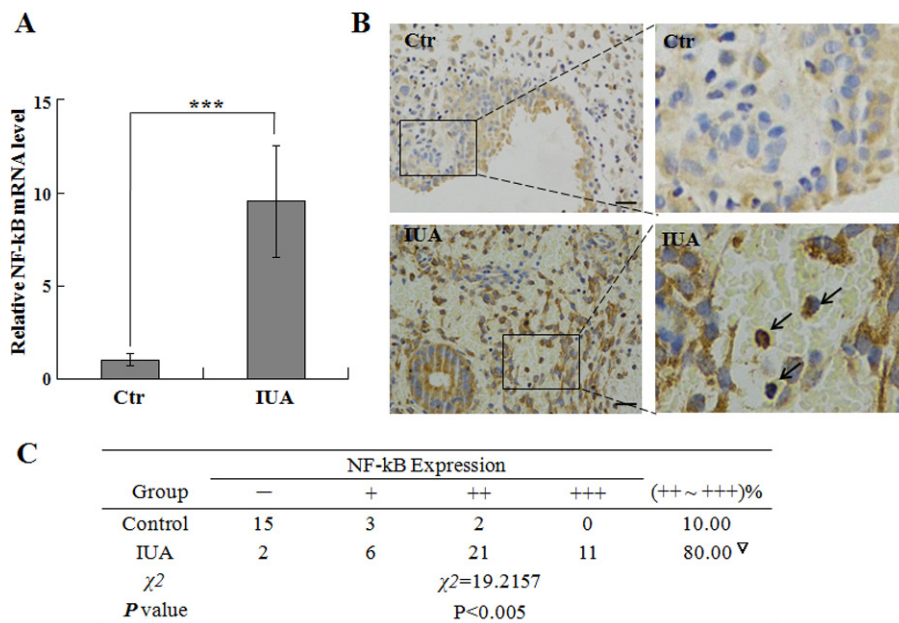 A
Relative NF-kB mRNA level
15
10
5
0
***
Ctr
IUA
B
Ctr
Ctr
IUA
IUA
C
NF-kB Expression
Group − + ++ +++ (++ ~ +++)%
Control 15 3 2 0 10.00
IUA 2 6 21 11 80.00 ∇
χ2 χ2=19.2157
P value P<0.005